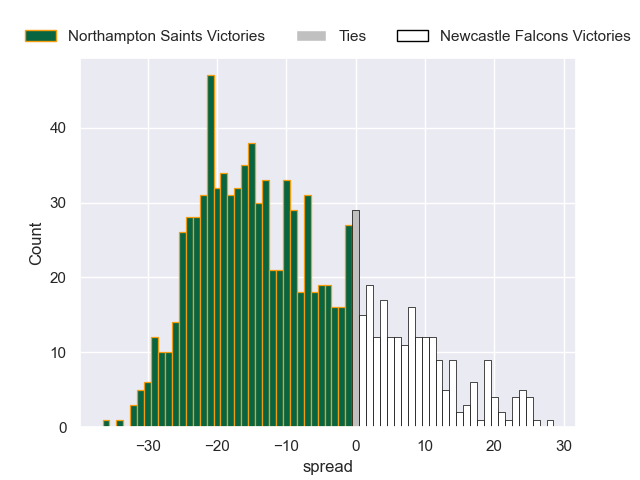 Northampton Saints Victories Ties Newcastle Falcons Victories
40
30
20
10
0
Count
−30 −20 −10 0 10 20 30
spread